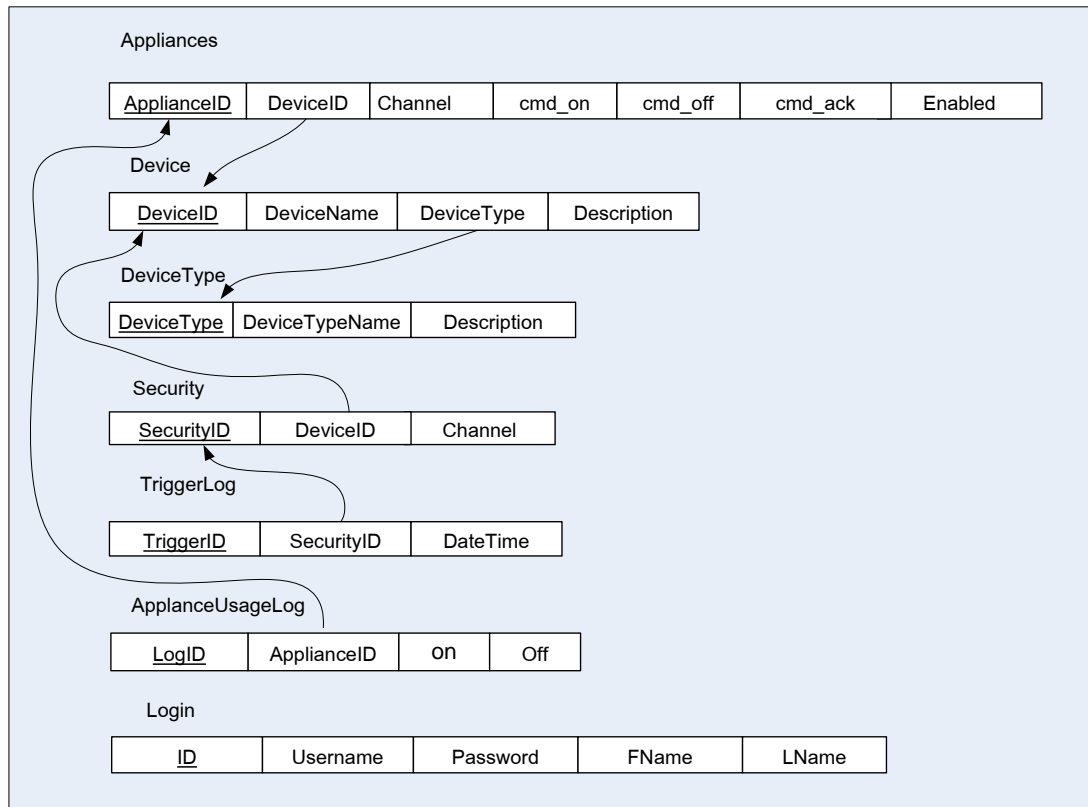 Appliances
ApplianceID DeviceID Channel cmd_on cmd_off cmd_ack Enabled
Device
DeviceID DeviceName DeviceType Description
DeviceType
DeviceType DeviceTypeName Description
Security
SecurityID DeviceID Channel
TriggerLog
TriggerID SecurityID DateTime
ApplanceUsageLog
LogID ApplianceID on Off
Login
ID Username Password FName LName